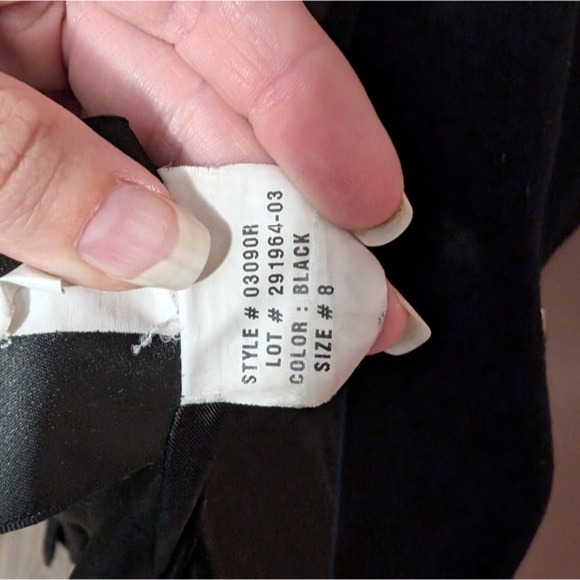 STYLE # 03090R
LOT # 291964-03
COLOR : BLACK
SIZE # 8